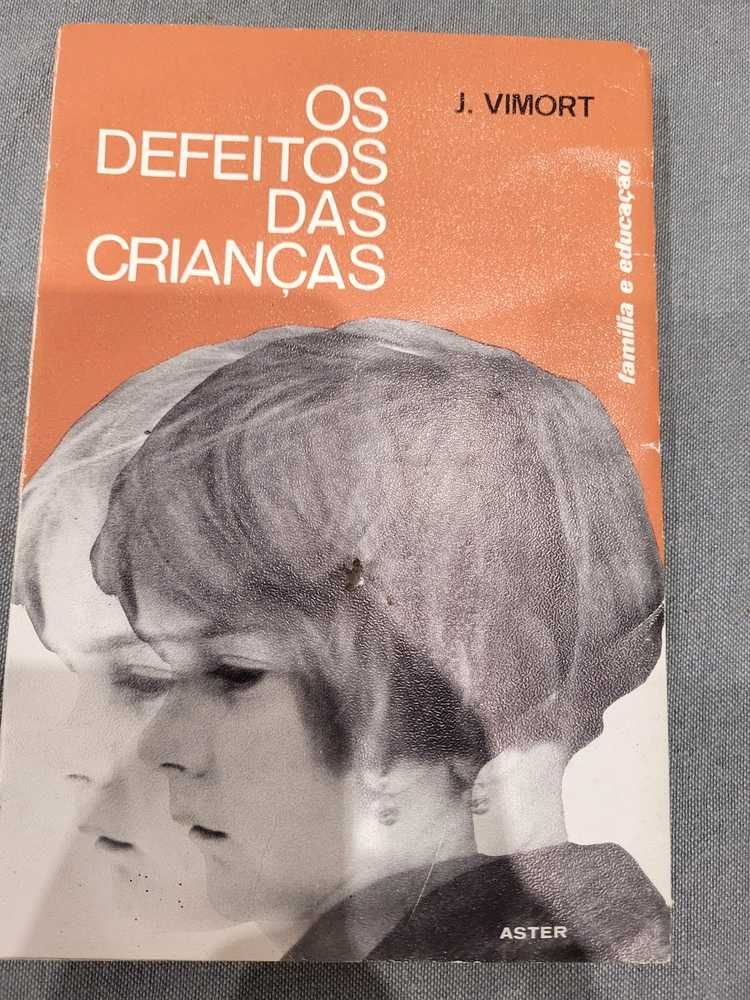 OS
DEFEITOS
DAS
CRIANÇAS
J. VIMORT
família e educação
ASTER